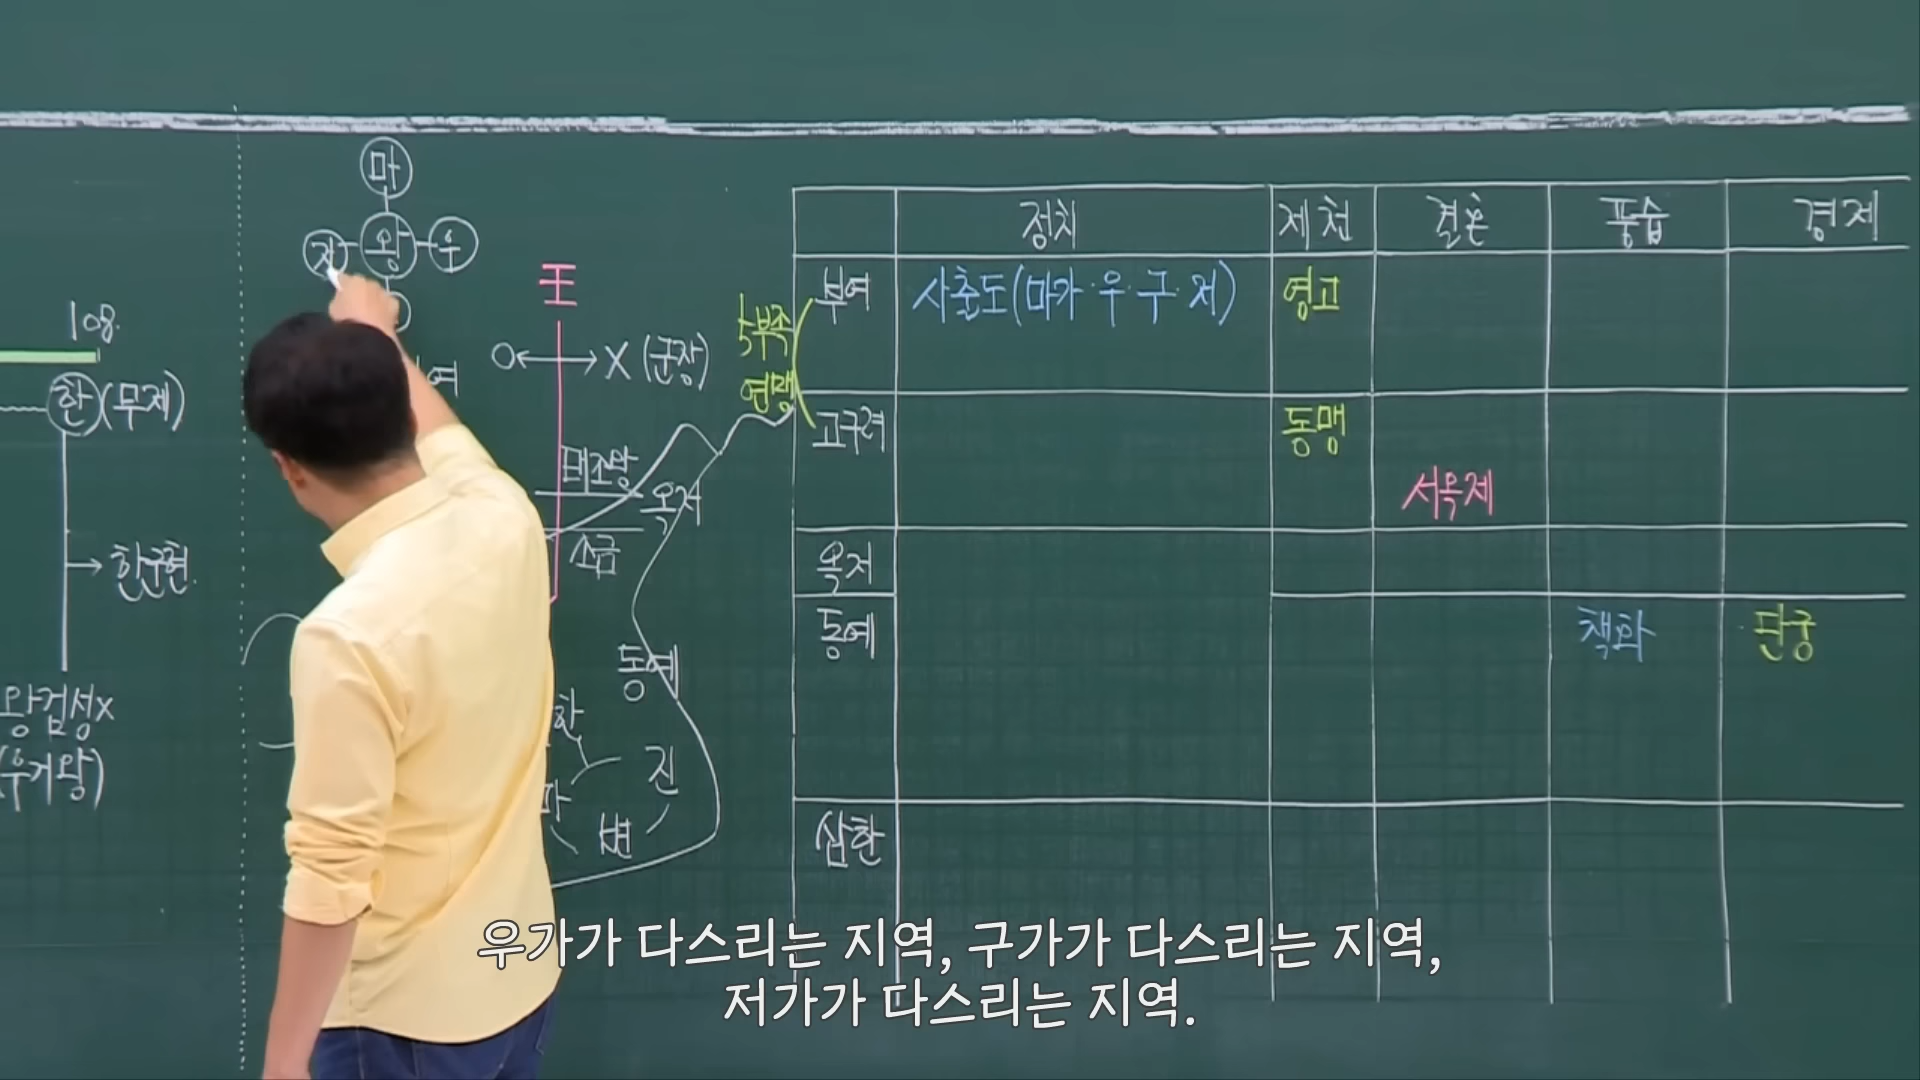 108.
한 (무제)
→ 한군현
왕검성x
(우거왕)
마
저 왕 우
여
王
O ↔ X (군장)
태조왕
옥저
소금
동예
한
마
진
변
5부족
연맹
정치 제천 결혼 풍습 경제
부여 사출도(마가·우·구·저) 영고
고구려 동맹
서옥제
옥저
동예 책화 단궁
삼한
우가가 다스리는 지역, 구가가 다스리는 지역,
저가가 다스리는 지역.